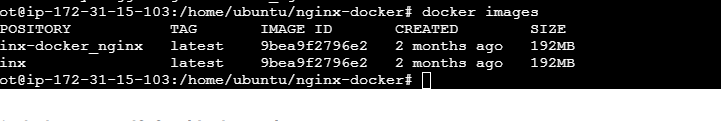 ot@ip-172-31-15-103:/home/ubuntu/nginx-docker# docker images
POSITORY TAG IMAGE ID CREATED SIZE
inx-docker_nginx latest 9bea9f2796e2 2 months ago 192MB
inx latest 9bea9f2796e2 2 months ago 192MB
ot@ip-172-31-15-103:/home/ubuntu/nginx-docker#